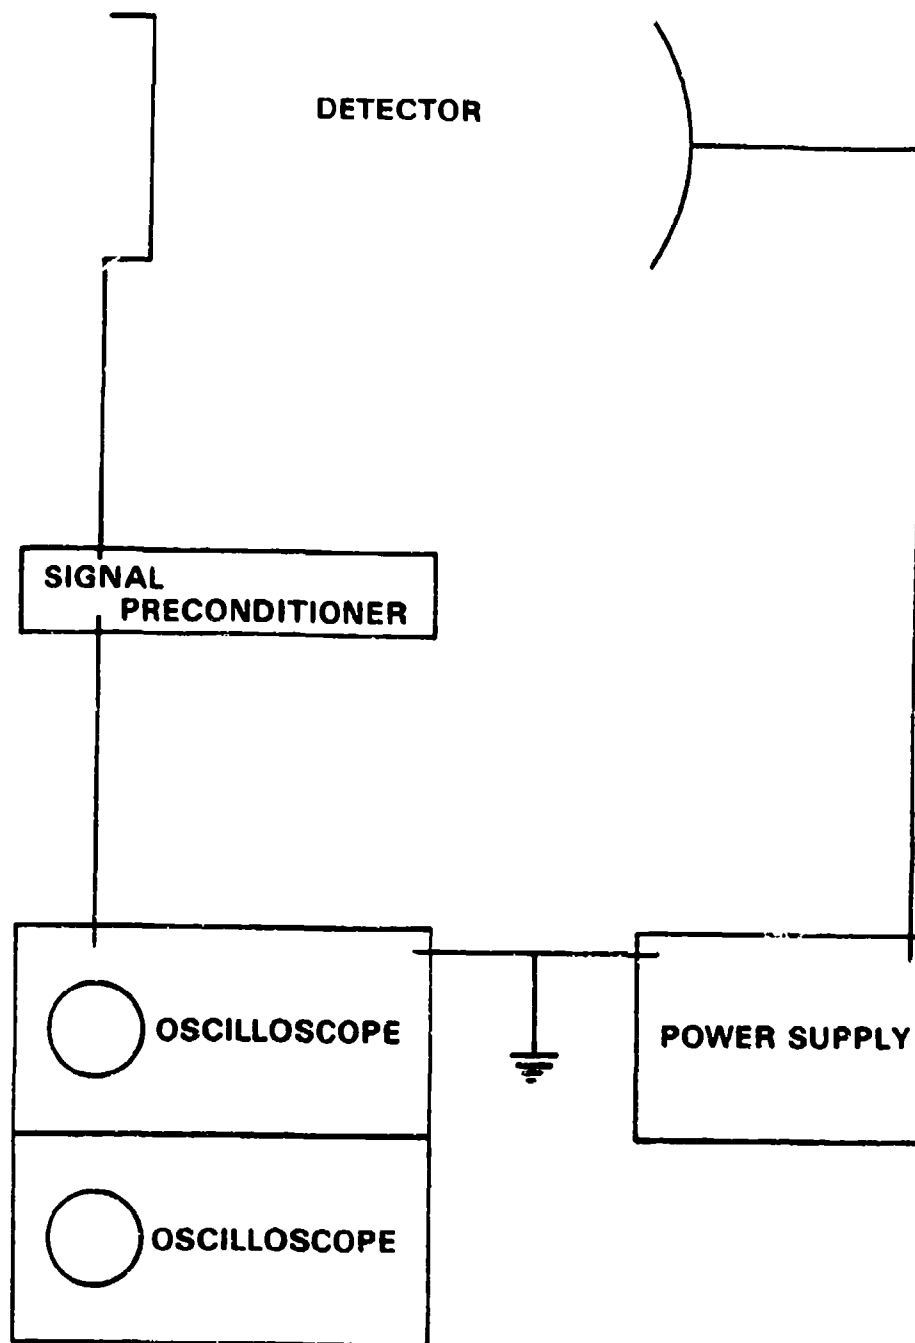 DETECTOR
SIGNAL
PRECONDITIONER
OSCILLOSCOPE
POWER SUPPLY
OSCILLOSCOPE